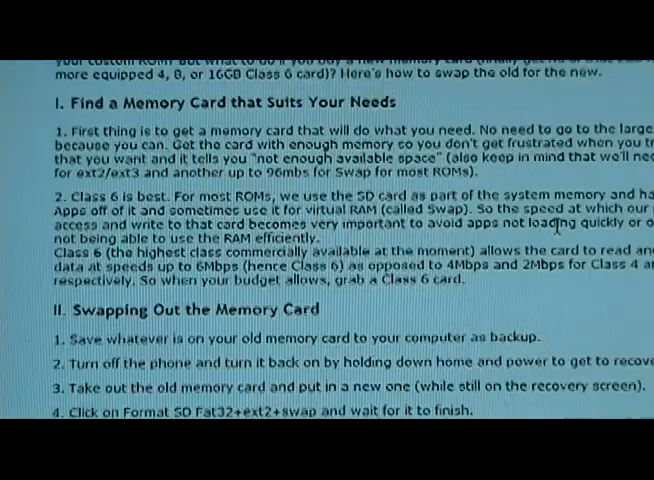 your custom ROM? But what to do if you buy a new memory card (finally
more equipped 4, 8, or 16GB Class 6 card)? Here's how to swap the old for the new.
I. Find a Memory Card that Suits Your Needs
1. First thing is to get a memory card that will do what you need. No need to go to the large
because you can. Get the card with enough memory so you don't get frustrated when you tr
that you want and it tells you "not enough available space" (also keep in mind that we'll nee
for ext2/ext3 and another up to 96mbs for Swap for most ROMs).
2. Class 6 is best. For most ROMs, we use the SD card as part of the system memory and ha
Apps off of it and sometimes use it for virtual RAM (called Swap). So the speed at which our
access and write to that card becomes very important to avoid apps not loading quickly or o
not being able to use the RAM efficiently.
Class 6 (the highest class commercially available at the moment) allows the card to read an
data at speeds up to 6Mbps (hence Class 6) as opposed to 4Mbps and 2Mbps for Class 4 a
respectively. So when your budget allows, grab a Class 6 card.
II. Swapping Out the Memory Card
1. Save whatever is on your old memory card to your computer as backup.
2. Turn off the phone and turn it back on by holding down home and power to get to recove
3. Take out the old memory card and put in a new one (while still on the recovery screen).
4. Click on Format SD Fat32+ext2+swap and wait for it to finish.